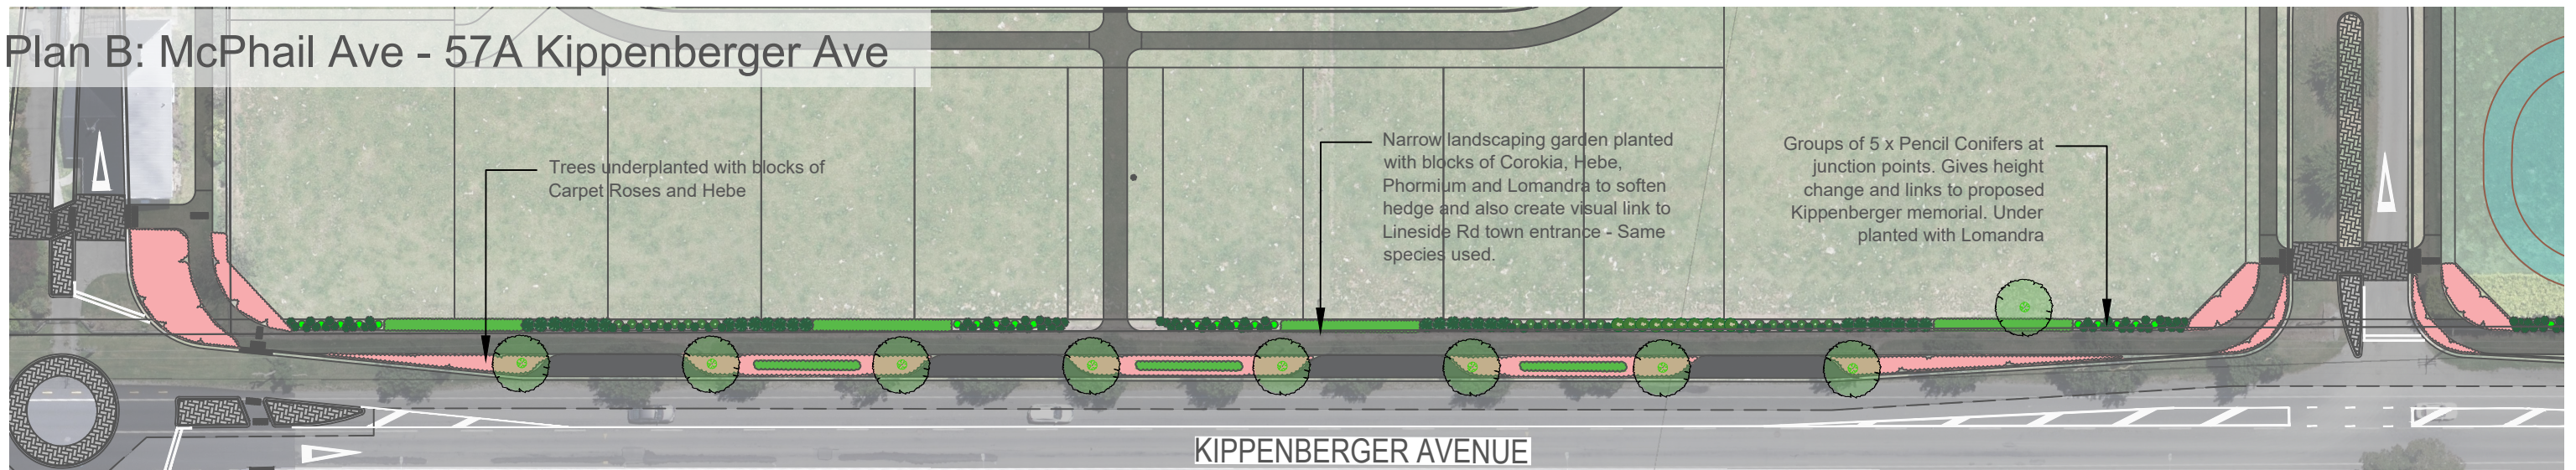 Plan B: McPhail Ave - 57A Kippenberger Ave
Trees underplanted with blocks of
Carpet Roses and Hebe
Narrow landscaping garden planted
with blocks of Corokia, Hebe,
Phormium and Lomandra to soften
hedge and also create visual link to
Lineside Rd town entrance - Same
species used.
Groups of 5 x Pencil Conifers at
junction points. Gives height
change and links to proposed
Kippenberger memorial. Under
planted with Lomandra
KIPPENBERGER AVENUE